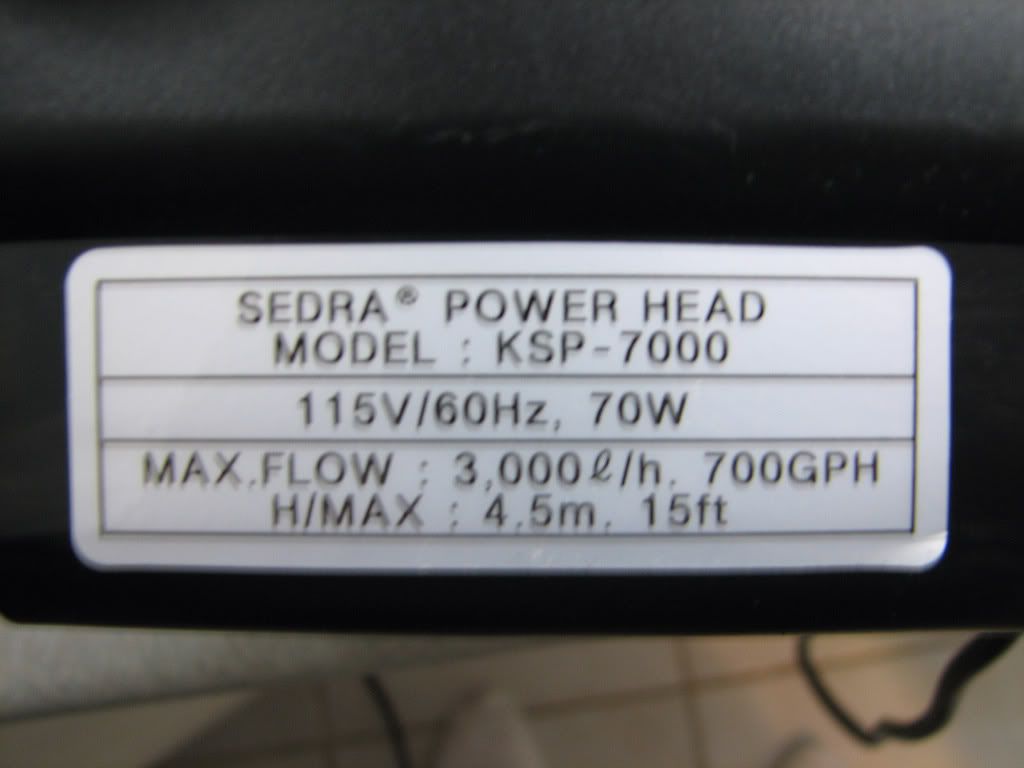 SEDRA® POWER HEAD
MODEL : KSP-7000
115V/60Hz, 70W
MAX.FLOW : 3,000ℓ/h. 700GPH
H/MAX : 4.5m. 15ft